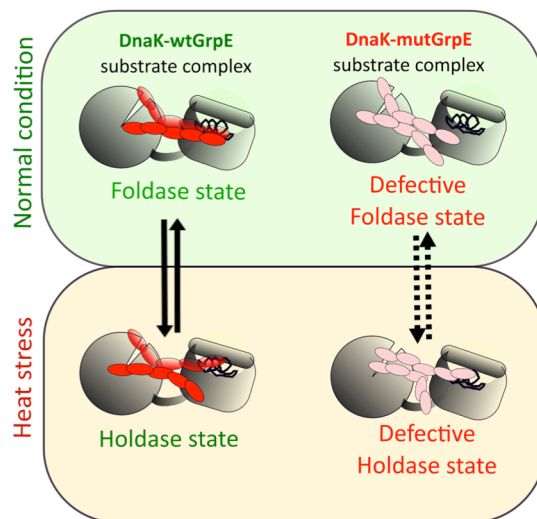 DnaK-wtGrpE
substrate complex
DnaK-mutGrpE
substrate complex
Normal condition
Foldase state
Defective
Foldase state
Heat stress
Holdase state
Defective
Holdase state